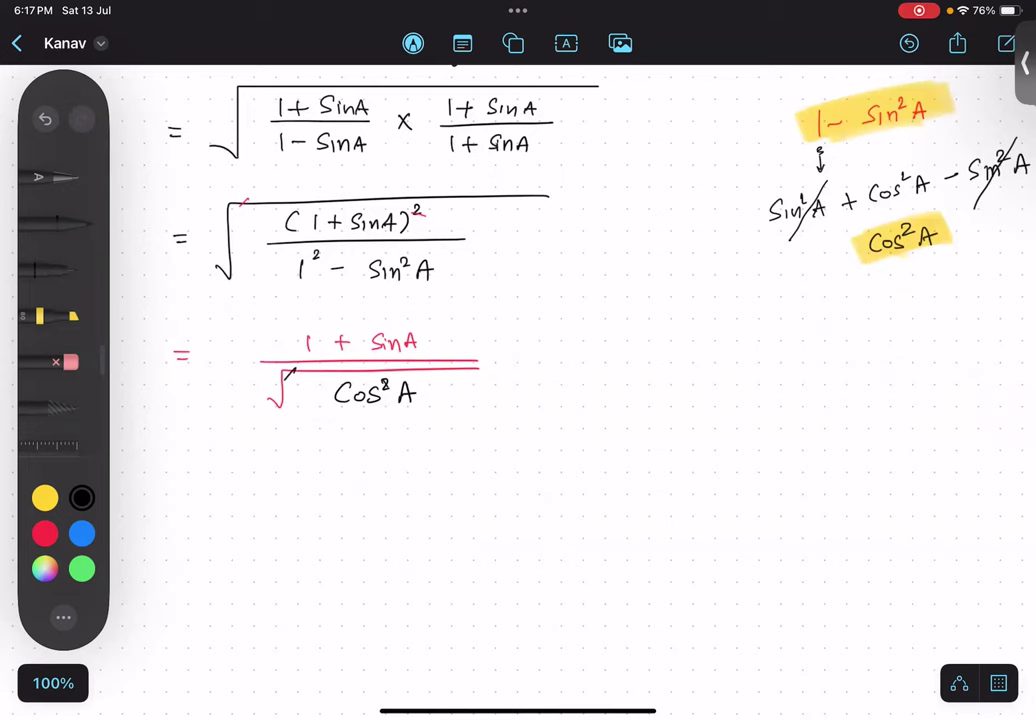 6:17 PM Sat 13 Jul
76%
Kanav
= √ (1 + SinA)/(1 − SinA) × (1 + SinA)/(1 + SinA)
= √ (1 + SinA)² / 1² − Sin²A
= 1 + SinA / √ Cos²A
1 − Sin²A
Sin²A + Cos²A − Sin²A
Cos²A
A
80
100%
A